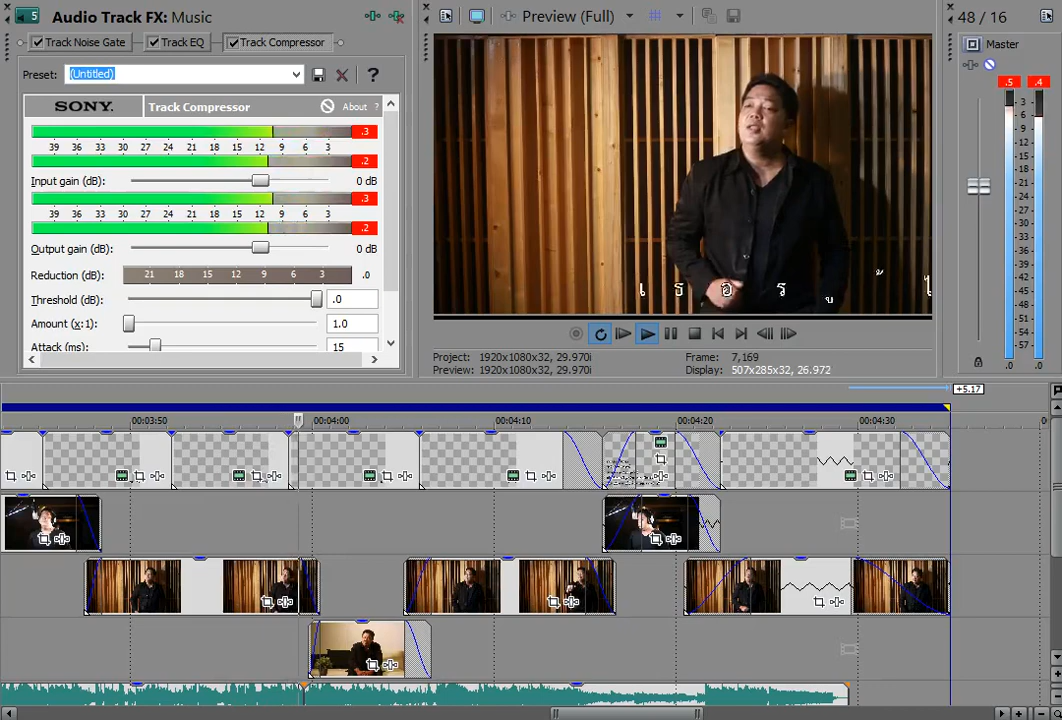 5 Audio Track FX: Music
Track Noise Gate Track EQ Track Compressor
Preset: (Untitled) ?
SONY. Track Compressor About ?
.3
39 36 33 30 27 24 21 18 15 12 9 6 3
.2
Input gain (dB) 0 dB
.3
39 36 33 30 27 24 21 18 15 12 9 6 3
.2
Output gain (dB): 0 dB
Reduction (dB): 21 18 15 12 9 6 3 .0
Threshold (dB): .0
Amount (x:1): 1.0
Attack (ms): 15
Preview (Full)
เ ธ อ ร ู ้ ไ
Project: 1920x1080x32, 29.970i
Preview: 1920x1080x32, 29.970i
Frame: 7,169
Display: 507x285x32, 26.972
48 / 16
Master
.5 .4
3
6
9
12
15
18
21
24
27
30
33
36
39
42
45
48
51
54
57
.0 .0
+5.17
00:03:50 00:04:00 00:04:10 00:04:20 00:04:30 0